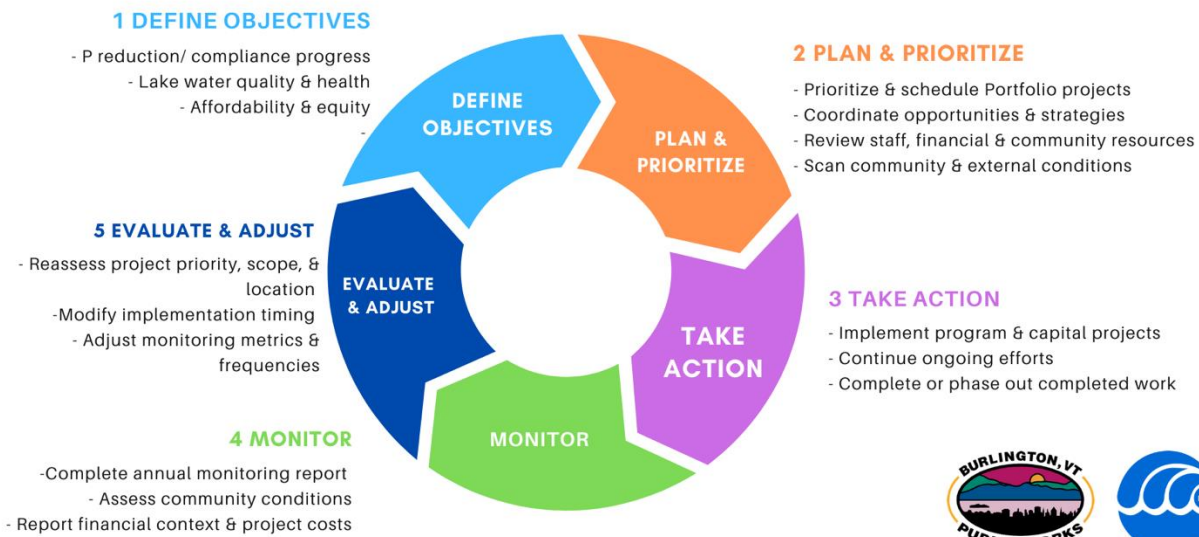 1 DEFINE OBJECTIVES
- P reduction/ compliance progress
- Lake water quality & health
- Affordability & equity
-
DEFINE
OBJECTIVES
PLAN &
PRIORITIZE
2 PLAN & PRIORITIZE
- Prioritize & schedule Portfolio projects
- Coordinate opportunities & strategies
- Review staff, financial & community resources
- Scan community & external conditions
5 EVALUATE & ADJUST
- Reassess project priority, scope, &
location
-Modify implementation timing
- Adjust monitoring metrics &
frequencies
EVALUATE
& ADJUST
TAKE
ACTION
3 TAKE ACTION
- Implement program & capital projects
- Continue ongoing efforts
- Complete or phase out completed work
4 MONITOR
-Complete annual monitoring report
- Assess community conditions
- Report financial context & project costs
MONITOR
BURLINGTON, VT